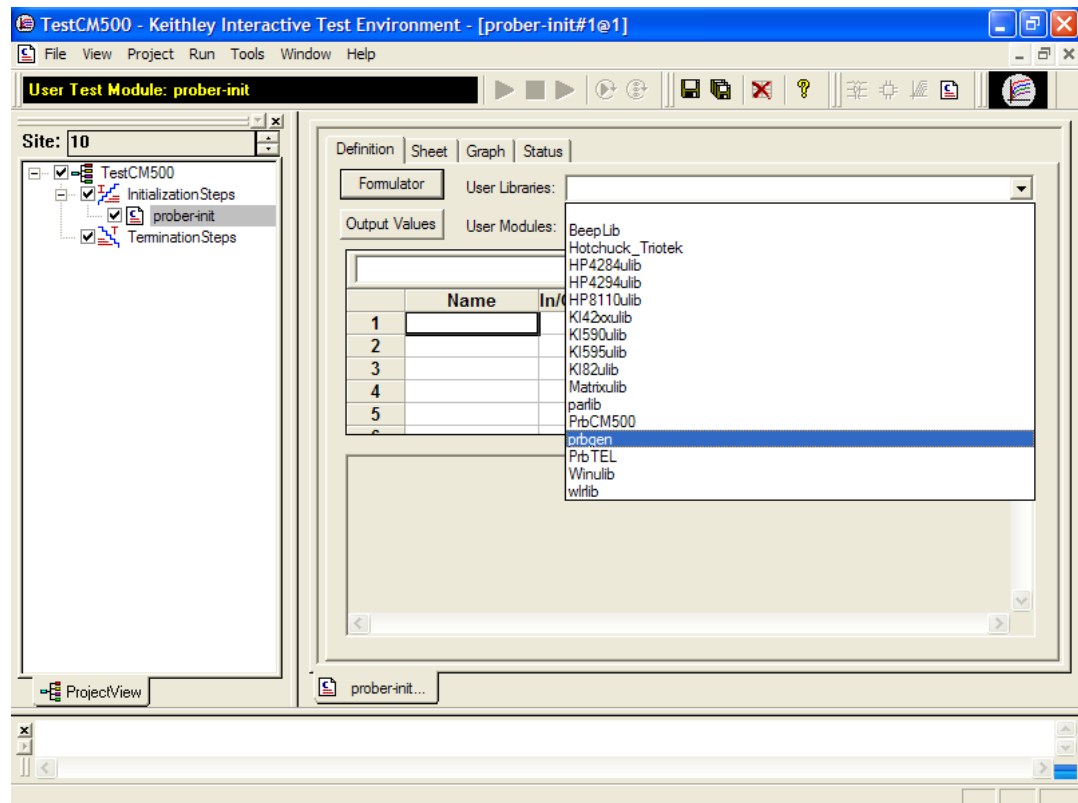 TestCM500 - Keithley Interactive Test Environment - [prober-init#1@1]
File View Project Run Tools Window Help
User Test Module: prober-init
Site: 10
TestCM500
InitializationSteps
prober-init
TerminationSteps
ProjectView
Definition Sheet Graph Status
Formulator User Libraries:
Output Values User Modules:
BeepLib
Hotchuck_Triotek
HP4284ulib
HP4294ulib
HP8110ulib
KI42xxulib
KI590ulib
KI595ulib
KI82ulib
Matrixulib
parlib
PrbCM500
prbgen
PrbTEL
Winulib
wlrlib
Name In/
1
2
3
4
5
prober-init...